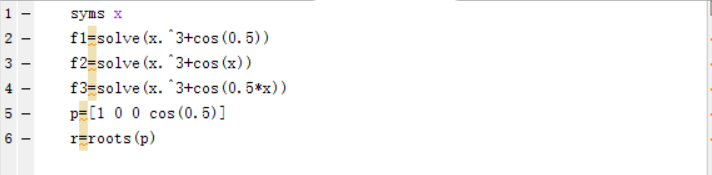 1 — syms x
2 — f1=solve(x.^3+cos(0.5))
3 — f2=solve(x.^3+cos(x))
4 — f3=solve(x.^3+cos(0.5*x))
5 — p=[1 0 0 cos(0.5)]
6 — r=roots(p)